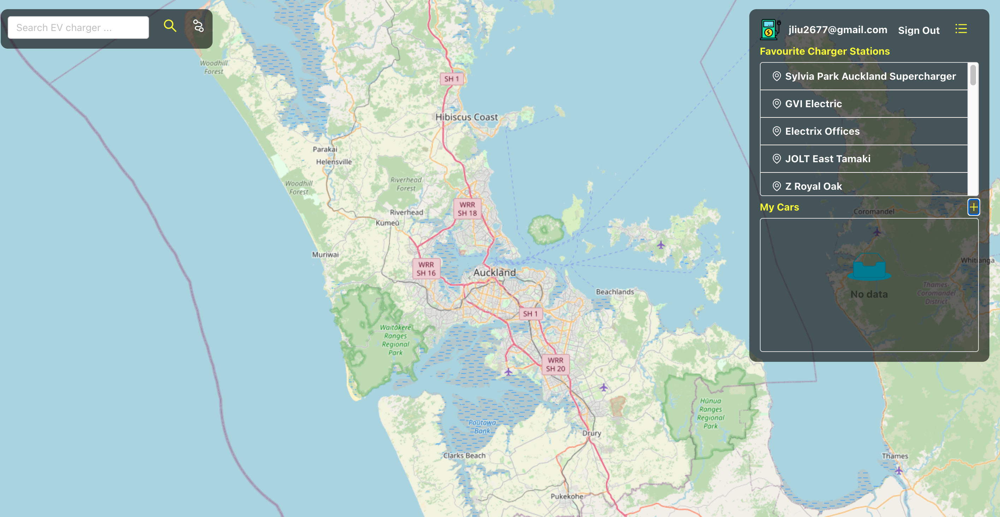 Search EV charger ...
jliu2677@gmail.com Sign Out
Favourite Charger Stations
Sylvia Park Auckland Supercharger
GVI Electric
Electrix Offices
JOLT East Tamaki
Z Royal Oak
My Cars
No data
Woodhill
Forest
SH 1
Hibiscus Coast
Parakai
Helensville
Woodhill
Forest
Riverhead
Forest
WRR
SH 18
Riverhead
Kumeū
Coromandel
Muriwai
WRR
SH 16
Auckland
Whitianga
Thames-
Coromandel
District
Beachlands
SH 1
Waitākere
Ranges
Regional
Park
WRR
SH 20
Hūnua
Ranges
Regional
Park
Poutawa
Bank
Drury
Clarks Beach
Thames
Pukekohe